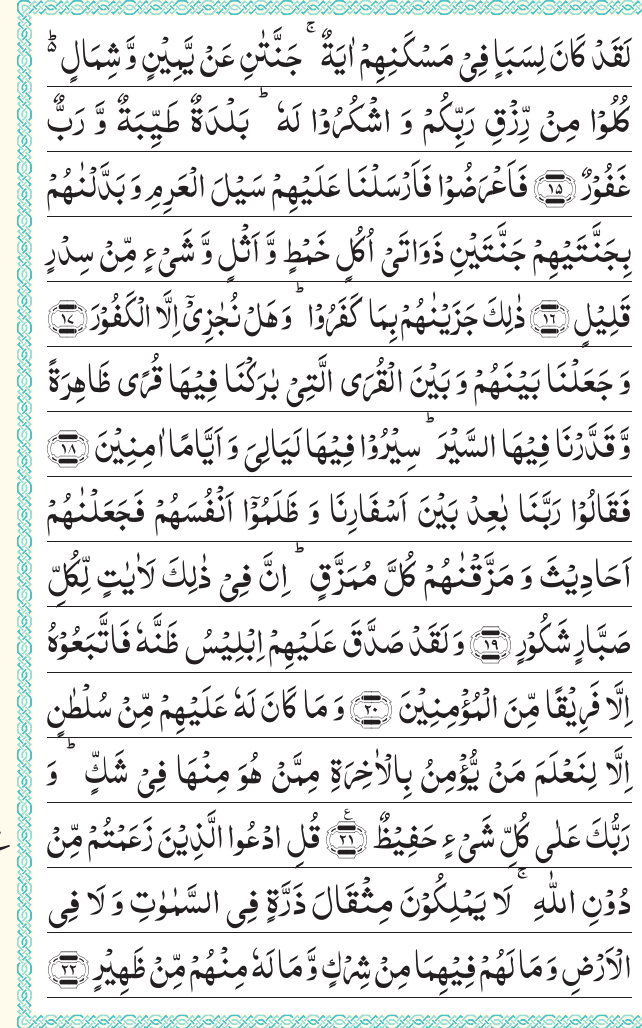 لَقَدْ كَانَ لِسَبَاٍ فِیْ مَسْكَنِهِمْ اٰیَةٌ ۚ جَنَّتٰنِ عَنْ یَّمِیْنٍ وَّ شِمَالٍ ؕ۬
كُلُوْا مِنْ رِّزْقِ رَبِّكُمْ وَ اشْكُرُوْا لَهٗ ؕ بَلْدَةٌ طَیِّبَةٌ وَّ رَبٌّ
غَفُوْرٌ ﴿۱۵﴾ فَاَعْرَضُوْا فَاَرْسَلْنَا عَلَیْهِمْ سَیْلَ الْعَرِمِ وَ بَدَّلْنٰهُمْ
بِجَنَّتَیْهِمْ جَنَّتَیْنِ ذَوَاتَیْ اُكُلٍ خَمْطٍ وَّ اَثْلٍ وَّ شَیْءٍ مِّنْ سِدْرٍ
قَلِیْلٍ ﴿۱۶﴾ ذٰلِكَ جَزَیْنٰهُمْ بِمَا كَفَرُوْا ؕ وَ هَلْ نُجٰزِیْۤ اِلَّا الْكَفُوْرَ ﴿۱۷﴾
وَ جَعَلْنَا بَیْنَهُمْ وَ بَیْنَ الْقُرَی الَّتِیْ بٰرَكْنَا فِیْهَا قُرًی ظَاهِرَةً
وَّ قَدَّرْنَا فِیْهَا السَّیْرَ ؕ سِیْرُوْا فِیْهَا لَیَالِیَ وَ اَیَّامًا اٰمِنِیْنَ ﴿۱۸﴾
فَقَالُوْا رَبَّنَا بٰعِدْ بَیْنَ اَسْفَارِنَا وَ ظَلَمُوْۤا اَنْفُسَهُمْ فَجَعَلْنٰهُمْ
اَحَادِیْثَ وَ مَزَّقْنٰهُمْ كُلَّ مُمَزَّقٍ ؕ اِنَّ فِیْ ذٰلِكَ لَاٰیٰتٍ لِّكُلِّ
صَبَّارٍ شَكُوْرٍ ﴿۱۹﴾ وَ لَقَدْ صَدَّقَ عَلَیْهِمْ اِبْلِیْسُ ظَنَّهٗ فَاتَّبَعُوْهُ
اِلَّا فَرِیْقًا مِّنَ الْمُؤْمِنِیْنَ ﴿۲۰﴾ وَ مَا كَانَ لَهٗ عَلَیْهِمْ مِّنْ سُلْطٰنٍ
اِلَّا لِنَعْلَمَ مَنْ یُّؤْمِنُ بِالْاٰخِرَةِ مِمَّنْ هُوَ مِنْهَا فِیْ شَكٍّ ؕ وَ
رَبُّكَ عَلٰی كُلِّ شَیْءٍ حَفِیْظٌ ﴿۲۱﴾ۧ قُلِ ادْعُوا الَّذِیْنَ زَعَمْتُمْ مِّنْ
دُوْنِ اللّٰهِ ۚ لَا یَمْلِكُوْنَ مِثْقَالَ ذَرَّةٍ فِی السَّمٰوٰتِ وَ لَا فِی
الْاَرْضِ وَ مَا لَهُمْ فِیْهِمَا مِنْ شِرْكٍ وَّ مَا لَهٗ مِنْهُمْ مِّنْ ظَهِیْرٍ ﴿۲۲﴾